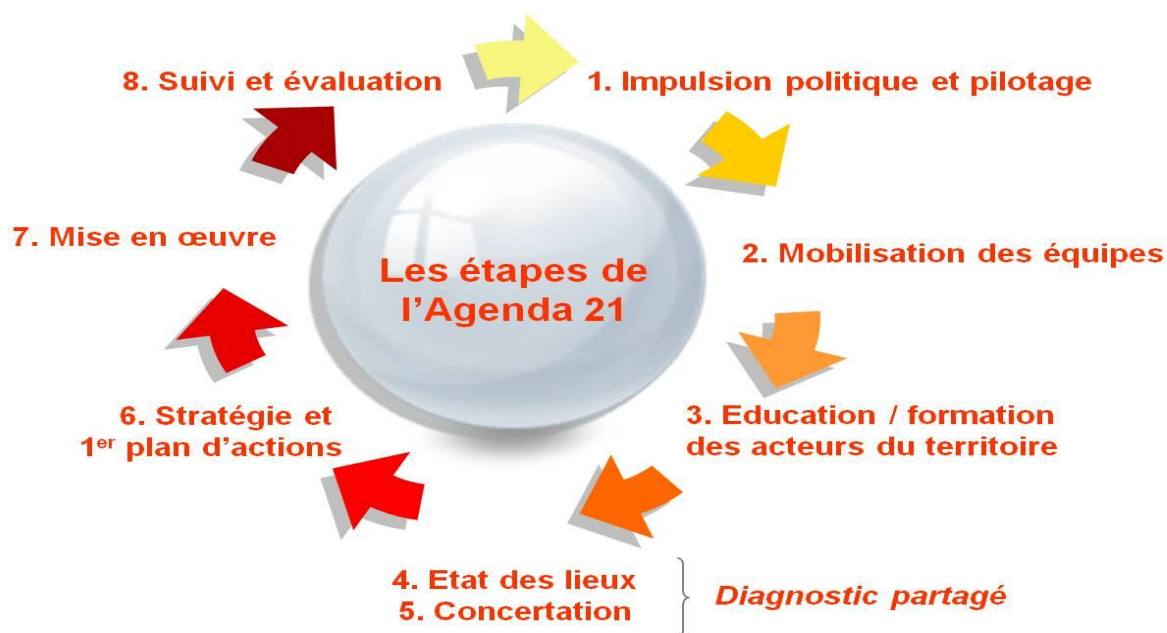 Les étapes de
l’Agenda 21
1. Impulsion politique et pilotage
2. Mobilisation des équipes
3. Education / formation
des acteurs du territoire
4. Etat des lieux
5. Concertation
Diagnostic partagé
6. Stratégie et
1er plan d’actions
7. Mise en œuvre
8. Suivi et évaluation